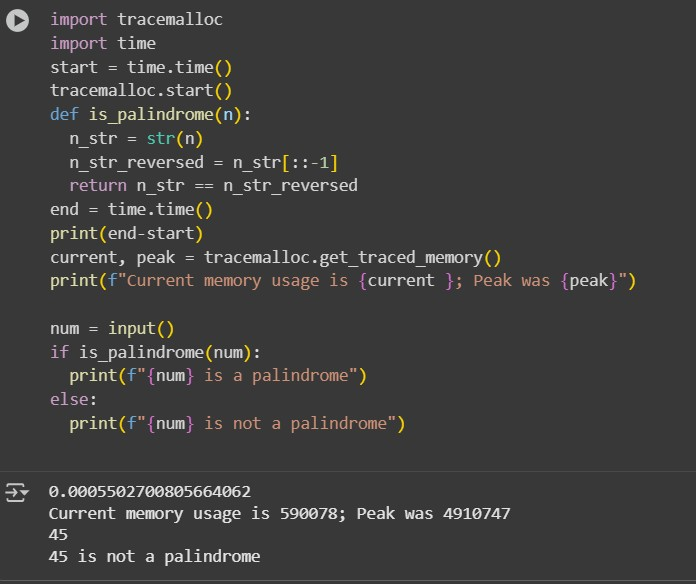 import tracemalloc
import time
start = time.time()
tracemalloc.start()
def is_palindrome(n):
  n_str = str(n)
  n_str_reversed = n_str[::-1]
  return n_str == n_str_reversed
end = time.time()
print(end-start)
current, peak = tracemalloc.get_traced_memory()
print(f"Current memory usage is {current }; Peak was {peak}")

num = input()
if is_palindrome(num):
  print(f"{num} is a palindrome")
else:
  print(f"{num} is not a palindrome")

0.0005502700805664062
Current memory usage is 590078; Peak was 4910747
45
45 is not a palindrome